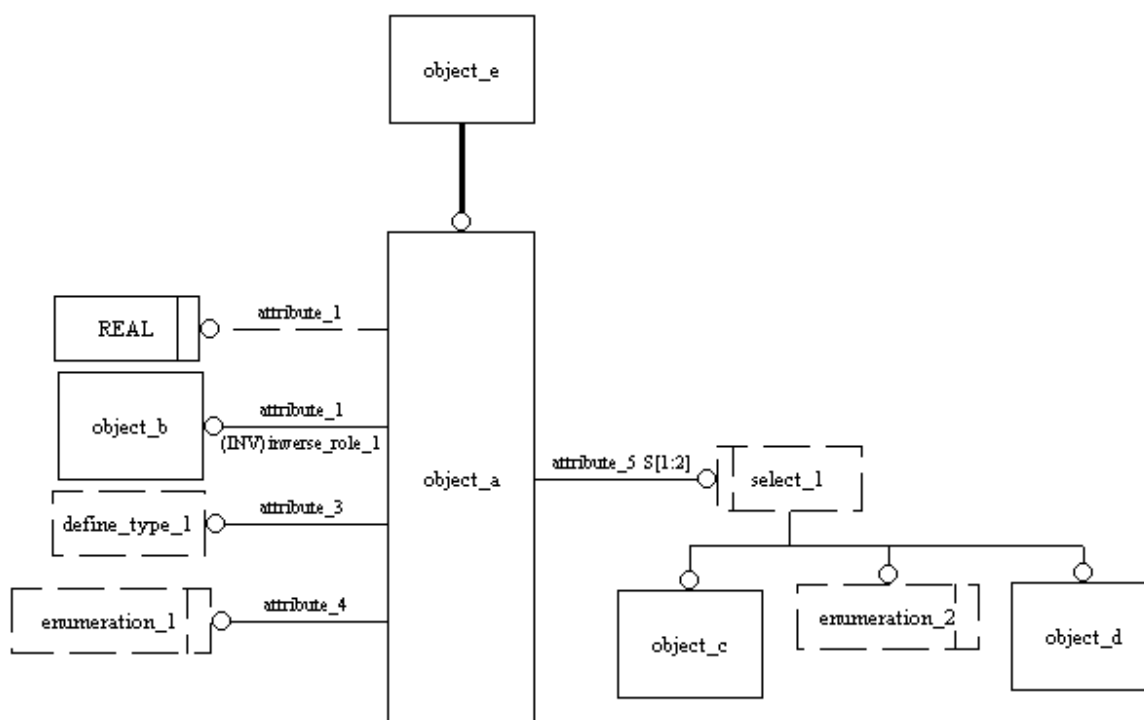 object_e
REAL
attribute_1
object_b
attribute_1
(INV) inverse_role_1
object_a
attribute_5 S[1:2]
select_1
define_type_1
attribute_3
enumeration_1
attribute_4
object_c
enumeration_2
object_d